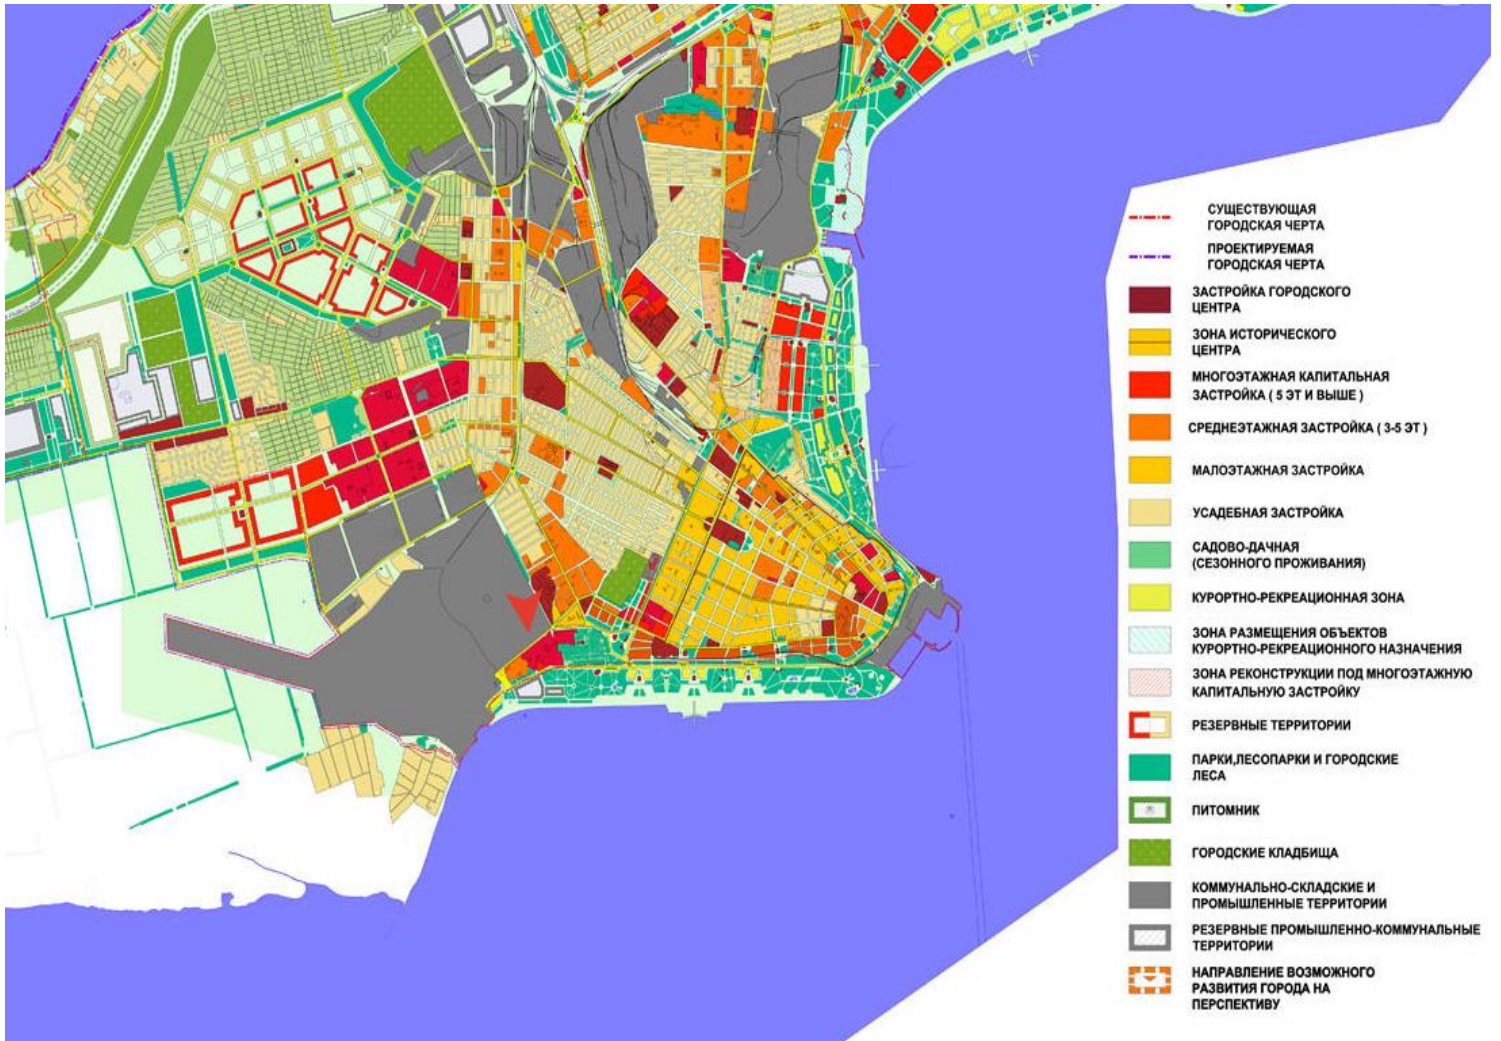 СУЩЕСТВУЮЩАЯ
ГОРОДСКАЯ ЧЕРТА
ПРОЕКТИРУЕМАЯ
ГОРОДСКАЯ ЧЕРТА
ЗАСТРОЙКА ГОРОДСКОГО
ЦЕНТРА
ЗОНА ИСТОРИЧЕСКОГО
ЦЕНТРА
МНОГОЭТАЖНАЯ КАПИТАЛЬНАЯ
ЗАСТРОЙКА ( 5 ЭТ И ВЫШЕ )
СРЕДНЕЭТАЖНАЯ ЗАСТРОЙКА ( 3-5 ЭТ )
МАЛОЭТАЖНАЯ ЗАСТРОЙКА
УСАДЕБНАЯ ЗАСТРОЙКА
САДОВО-ДАЧНАЯ
(СЕЗОННОГО ПРОЖИВАНИЯ)
КУРОРТНО-РЕКРЕАЦИОННАЯ ЗОНА
ЗОНА РАЗМЕЩЕНИЯ ОБЪЕКТОВ
КУРОРТНО-РЕКРЕАЦИОННОГО НАЗНАЧЕНИЯ
ЗОНА РЕКОНСТРУКЦИИ ПОД МНОГОЭТАЖНУЮ
КАПИТАЛЬНУЮ ЗАСТРОЙКУ
РЕЗЕРВНЫЕ ТЕРРИТОРИИ
ПАРКИ,ЛЕСОПАРКИ И ГОРОДСКИЕ
ЛЕСА
ПИТОМНИК
ГОРОДСКИЕ КЛАДБИЩА
КОММУНАЛЬНО-СКЛАДСКИЕ И
ПРОМЫШЛЕННЫЕ ТЕРРИТОРИИ
РЕЗЕРВНЫЕ ПРОМЫШЛЕННО-КОММУНАЛЬНЫЕ
ТЕРРИТОРИИ
НАПРАВЛЕНИЕ ВОЗМОЖНОГО
РАЗВИТИЯ ГОРОДА НА
ПЕРСПЕКТИВУ